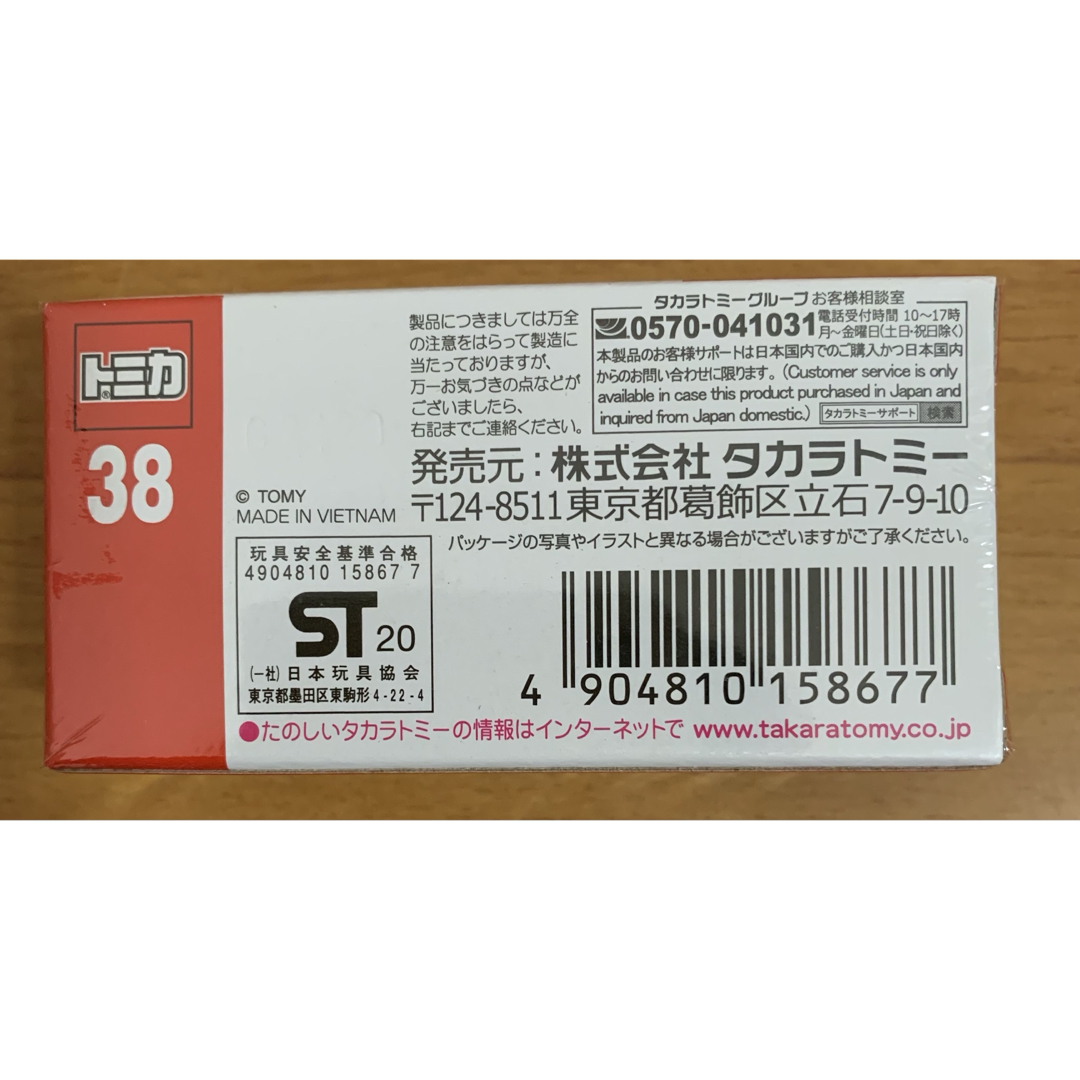 トミカ®
38
製品につきましては万全
の注意をはらって製造に
当たっておりますが、
万一お気づきの点などが
ございましたら、
右記までご連絡ください。
タカラトミーグループ お客様相談室
0570-041031 電話受付時間 10～17時
月～金曜日(土日・祝日除く)
本製品のお客様サポートは日本国内でのご購入かつ日本国内
からのお問い合わせに限ります。(Customer service is only
available in case this product purchased in Japan and
inquired from Japan domestic.) タカラトミーサポート 検索
発売元：株式会社 タカラトミー
〒124-8511 東京都葛飾区立石7-9-10
© TOMY
MADE IN VIETNAM
パッケージの写真やイラストと異なる場合がございますがご了承ください。
玩具安全基準合格
4904810 15867 7
ST 20
(一社) 日本玩具協会
東京都墨田区東駒形4-22-4
4 904810 158677
●たのしいタカラトミーの情報はインターネットで www.takaratomy.co.jp